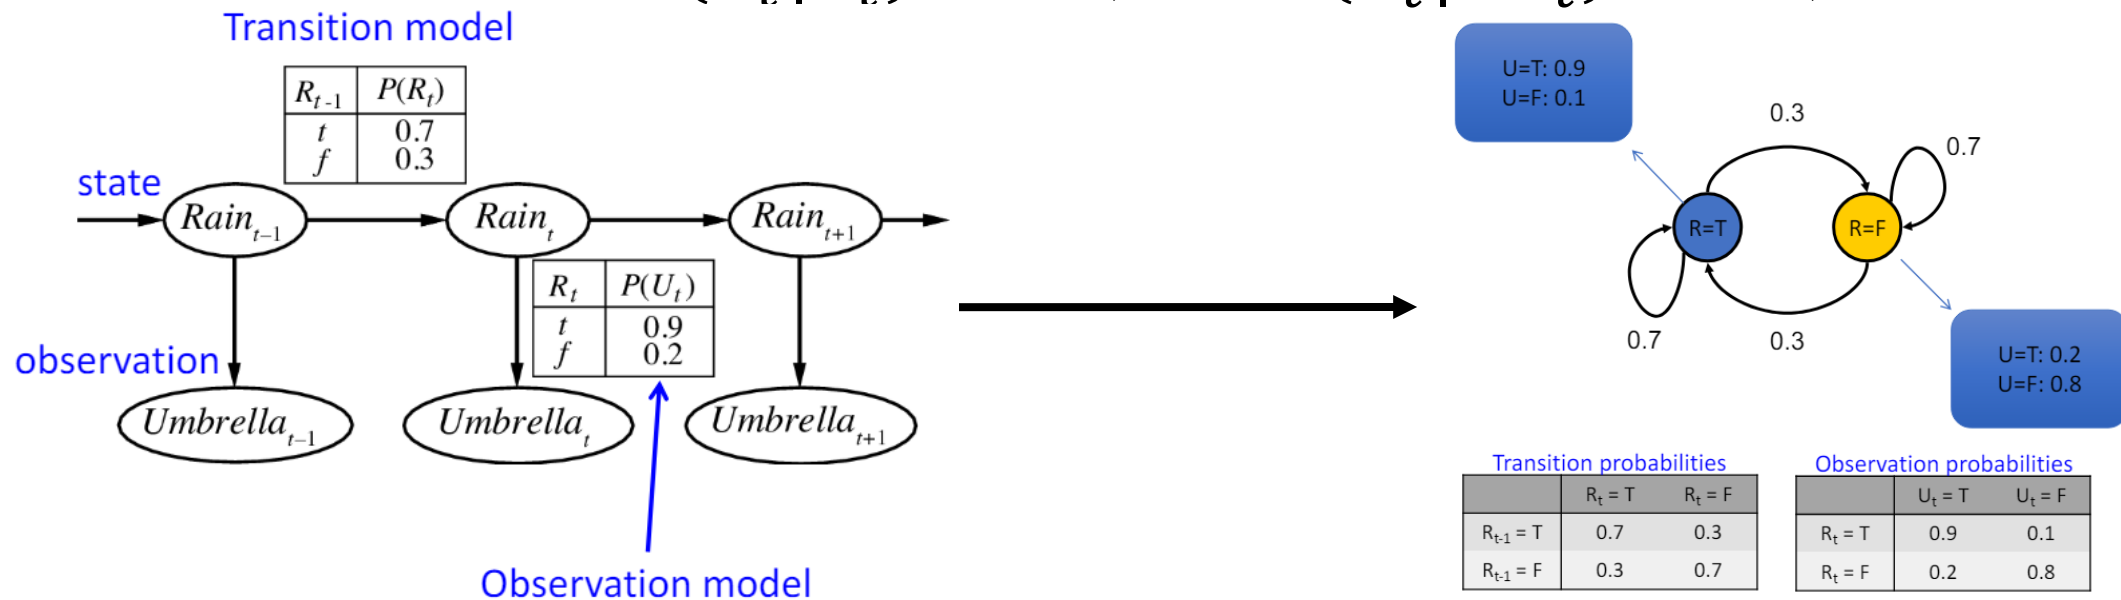 Transition model
R_{t-1} P(R_t)
t 0.7
f 0.3
state
Rain_{t-1} Rain_t Rain_{t+1}
R_t P(U_t)
t 0.9
f 0.2
observation
Umbrella_{t-1} Umbrella_t Umbrella_{t+1}
Observation model
U=T: 0.9
U=F: 0.1
0.3
0.7
R=T R=F
0.7
0.3
U=T: 0.2
U=F: 0.8
Transition probabilities
R_t = T R_t = F
R_{t-1} = T 0.7 0.3
R_{t-1} = F 0.3 0.7
Observation probabilities
U_t = T U_t = F
R_t = T 0.9 0.1
R_t = F 0.2 0.8